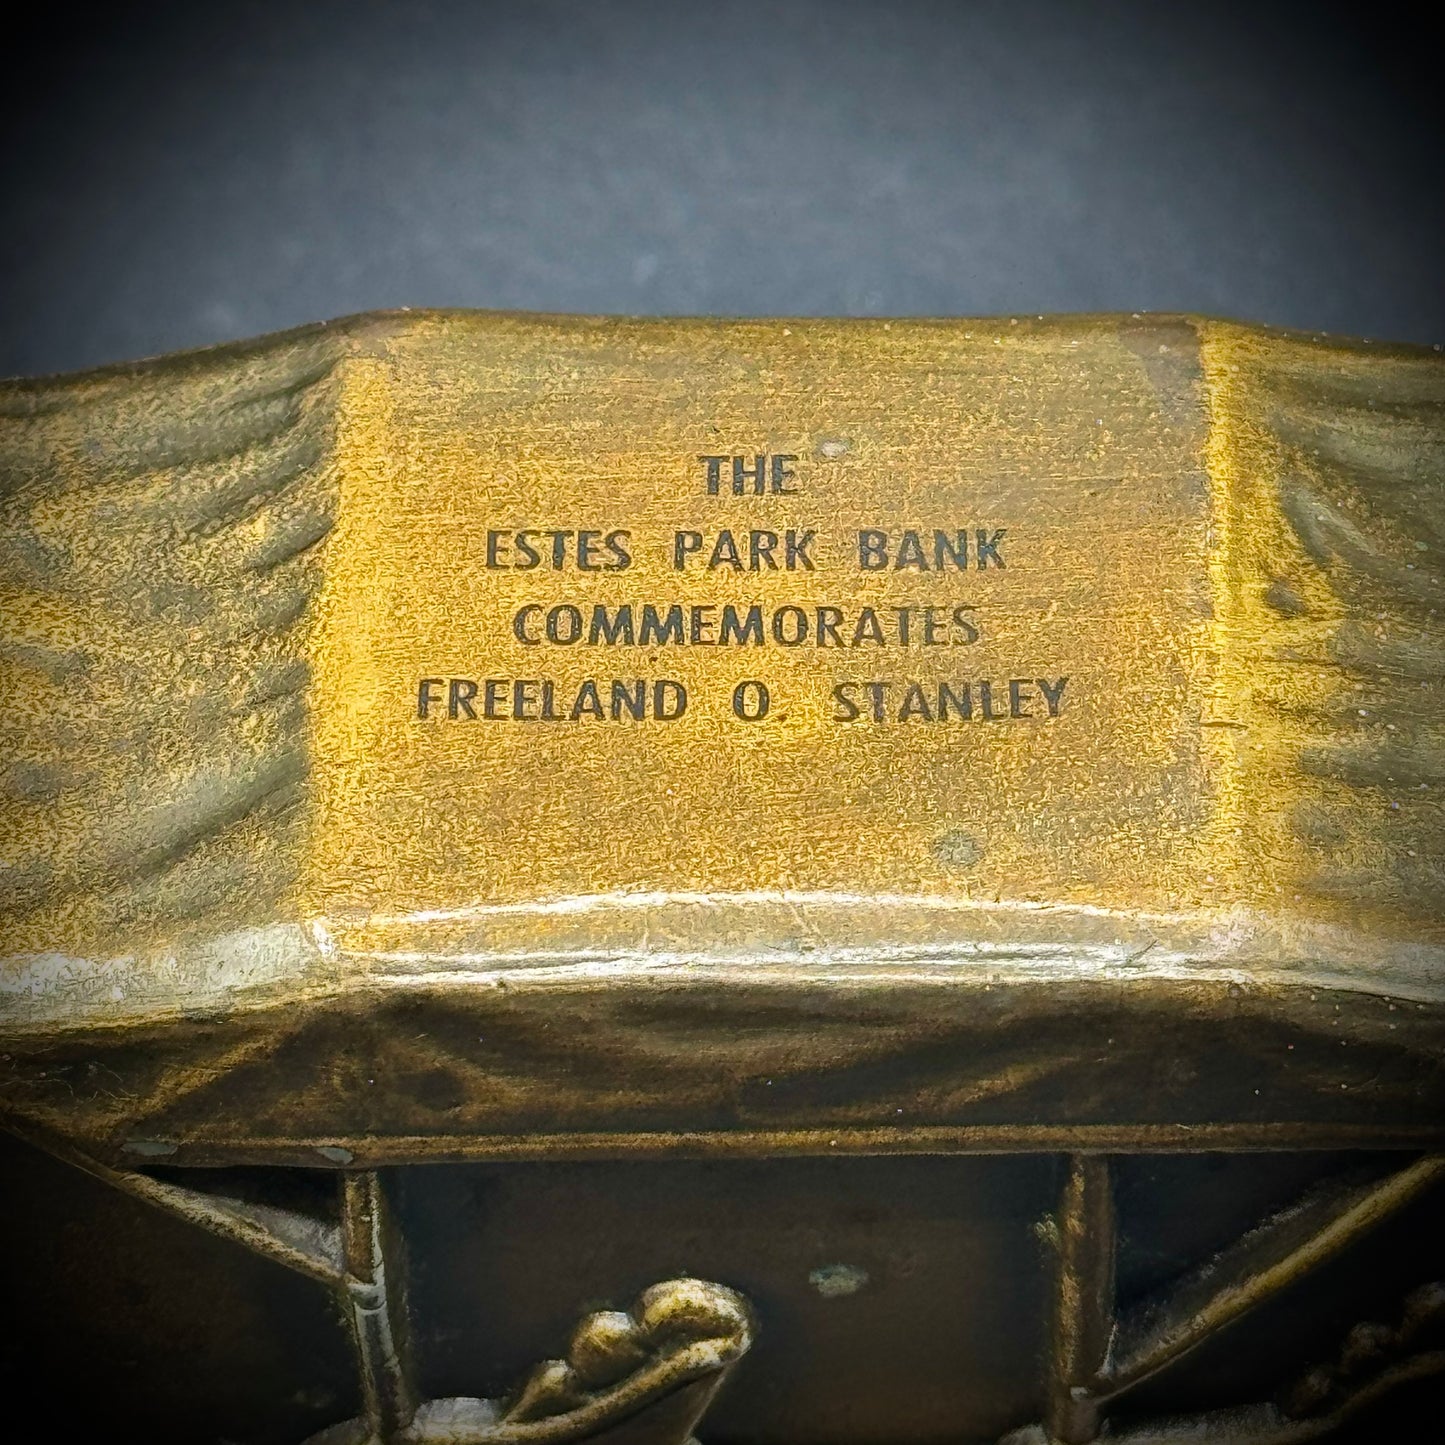 THE
ESTES PARK BANK
COMMEMORATES
FREELAND O. STANLEY